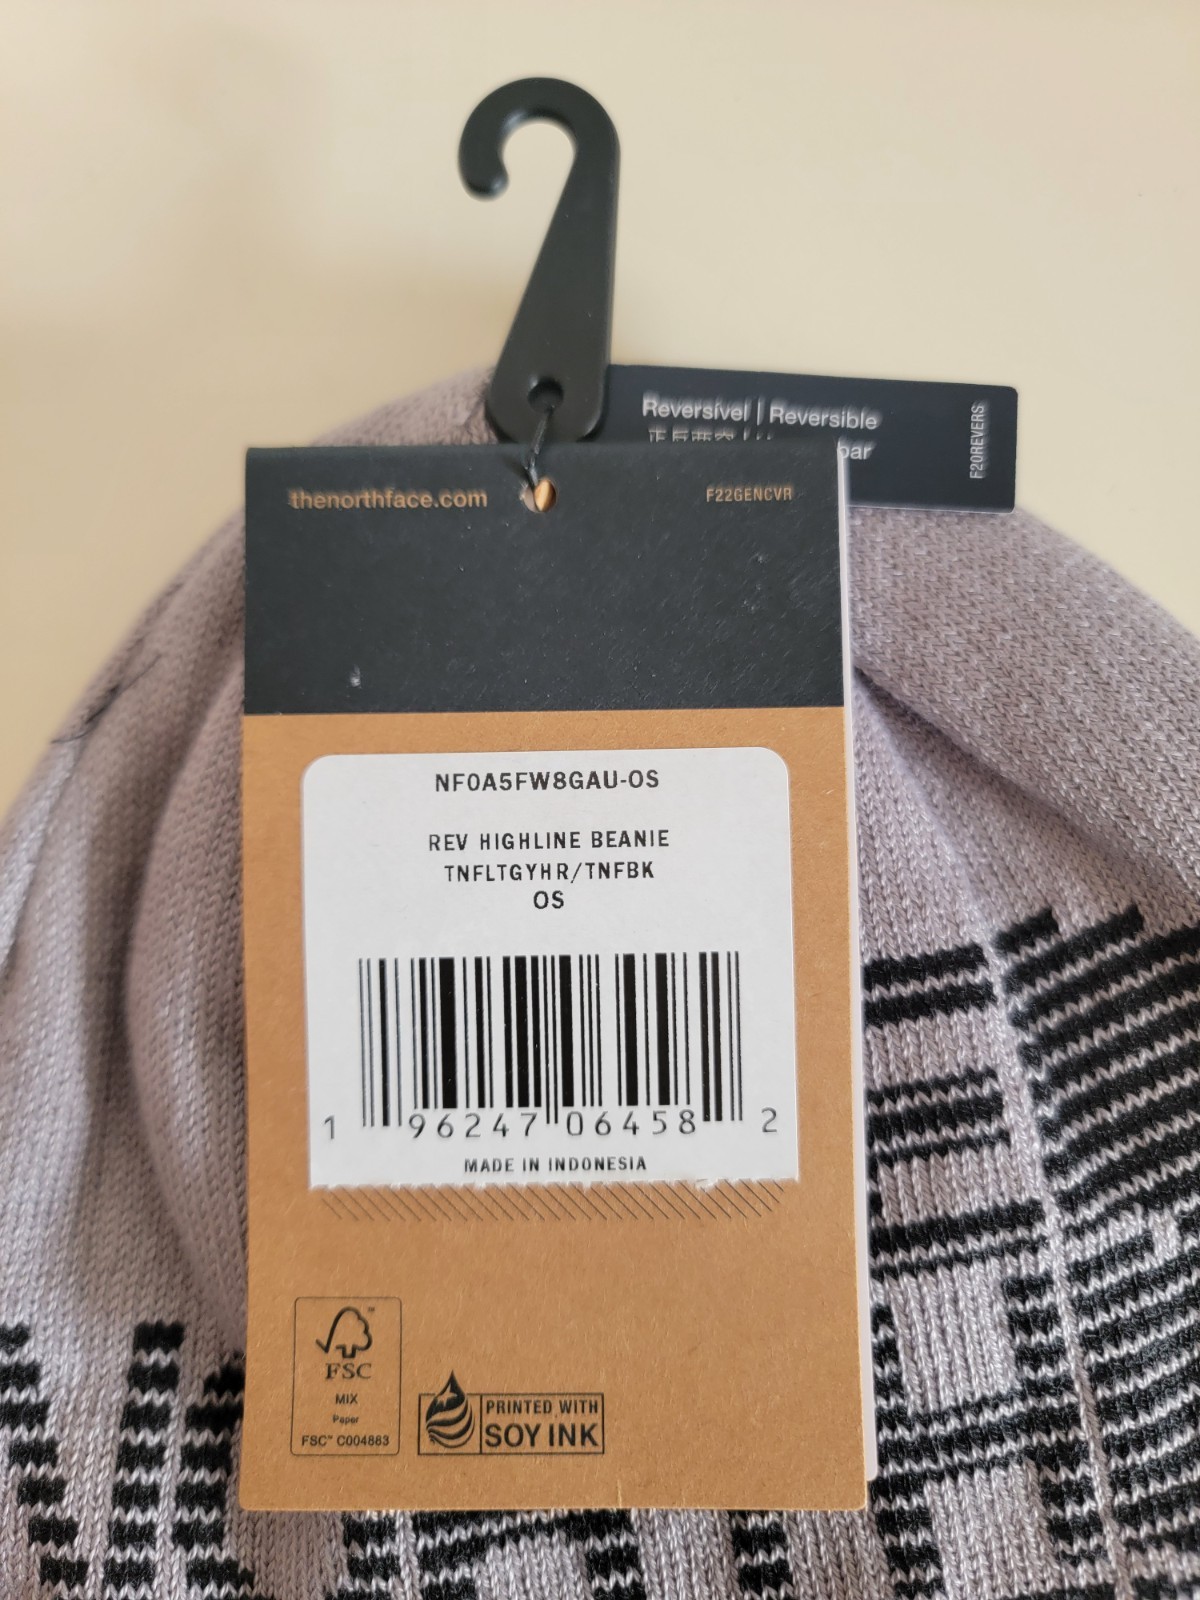 Reversível | Reversible
F20REVERS
thenorthface.com
F22GENCVR
NF0A5FW8GAU-OS
REV HIGHLINE BEANIE
TNFLTGYHR/TNFBK
OS
1 96247 06458 2
MADE IN INDONESIA
FSC™
MIX
Paper
FSC™ C004863
PRINTED WITH
SOY INK